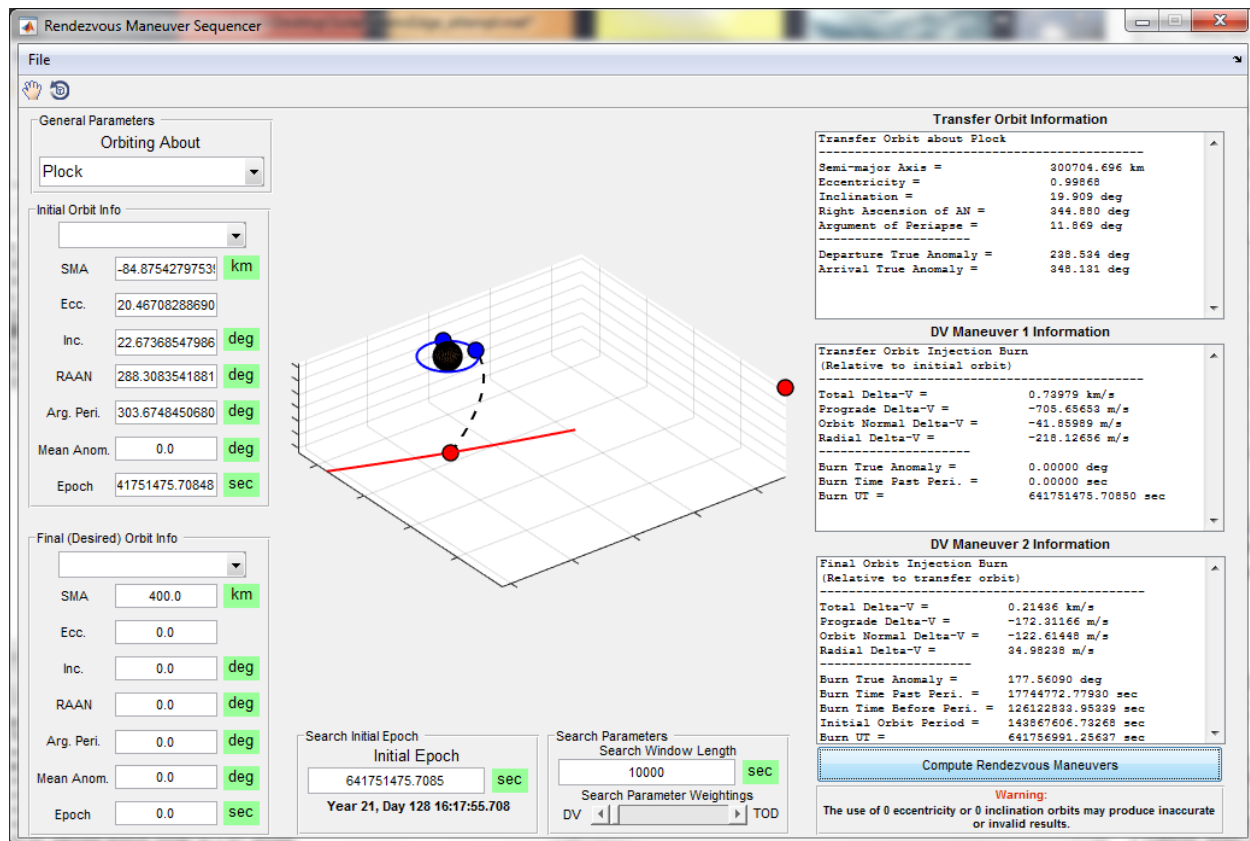 Rendezvous Maneuver Sequencer
File
General Parameters
Orbiting About
Plock
Initial Orbit Info
SMA -84.8754279753 km
Ecc. 20.46708288690
Inc. 22.67368547986 deg
RAAN 288.3083541881 deg
Arg. Peri. 303.6748450680 deg
Mean Anom. 0.0 deg
Epoch 41751475.70848 sec
Final (Desired) Orbit Info
SMA 400.0 km
Ecc. 0.0
Inc. 0.0 deg
RAAN 0.0 deg
Arg. Peri. 0.0 deg
Mean Anom. 0.0 deg
Epoch 0.0 sec
Search Initial Epoch
Initial Epoch
641751475.7085 sec
Year 21, Day 128 16:17:55.708
Search Parameters
Search Window Length
10000 sec
Search Parameter Weightings
DV TOD
Transfer Orbit Information
Transfer Orbit about Plock
---------------------------------------------
Semi-major Axis = 300704.696 km
Eccentricity = 0.99868
Inclination = 19.909 deg
Right Ascension of AN = 344.880 deg
Argument of Periapse = 11.869 deg
---------------------
Departure True Anomaly = 238.534 deg
Arrival True Anomaly = 348.131 deg
DV Maneuver 1 Information
Transfer Orbit Injection Burn
(Relative to initial orbit)
---------------------------------------------
Total Delta-V = 0.73979 km/s
Prograde Delta-V = -705.65653 m/s
Orbit Normal Delta-V = -41.85989 m/s
Radial Delta-V = -218.12656 m/s
---------------------
Burn True Anomaly = 0.00000 deg
Burn Time Past Peri. = 0.00000 sec
Burn UT = 641751475.70850 sec
DV Maneuver 2 Information
Final Orbit Injection Burn
(Relative to transfer orbit)
---------------------------------------------
Total Delta-V = 0.21436 km/s
Prograde Delta-V = -172.31166 m/s
Orbit Normal Delta-V = -122.61448 m/s
Radial Delta-V = 34.98238 m/s
---------------------
Burn True Anomaly = 177.56090 deg
Burn Time Past Peri. = 17744772.77930 sec
Burn Time Before Peri. = 126122833.95339 sec
Initial Orbit Period = 143867606.73268 sec
Burn UT = 641756991.25637 sec
Compute Rendezvous Maneuvers
Warning:
The use of 0 eccentricity or 0 inclination orbits may produce inaccurate
or invalid results.